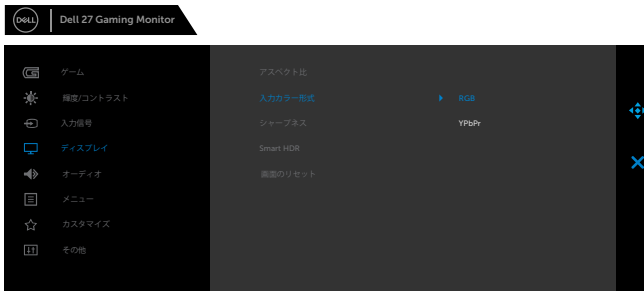 DELL
Dell 27 Gaming Monitor
ゲーム
輝度/コントラスト
入力信号
ディスプレイ
オーディオ
メニュー
カスタマイズ
その他
アスペクト比
入力カラー形式
シャープネス
Smart HDR
画面のリセット
RGB
YPbPr